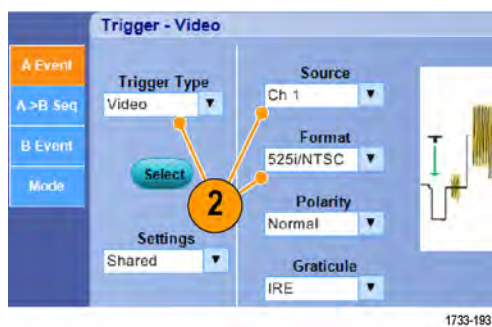 Trigger - Video
A Event
A->B Seq
B Event
Mode
Trigger Type
Video
Select
Settings
Shared
2
Source
Ch 1
Format
525i/NTSC
Polarity
Normal
Graticule
IRE
T
1733-193